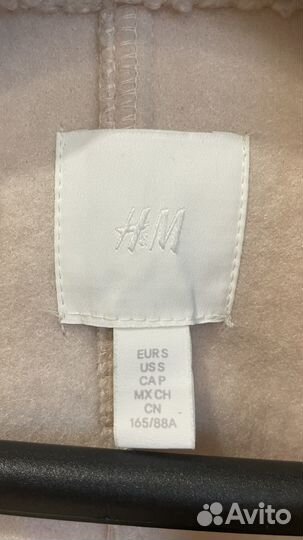 H&M
EUR S
US S
CA P
MX CH
CN
165/88A
Avito